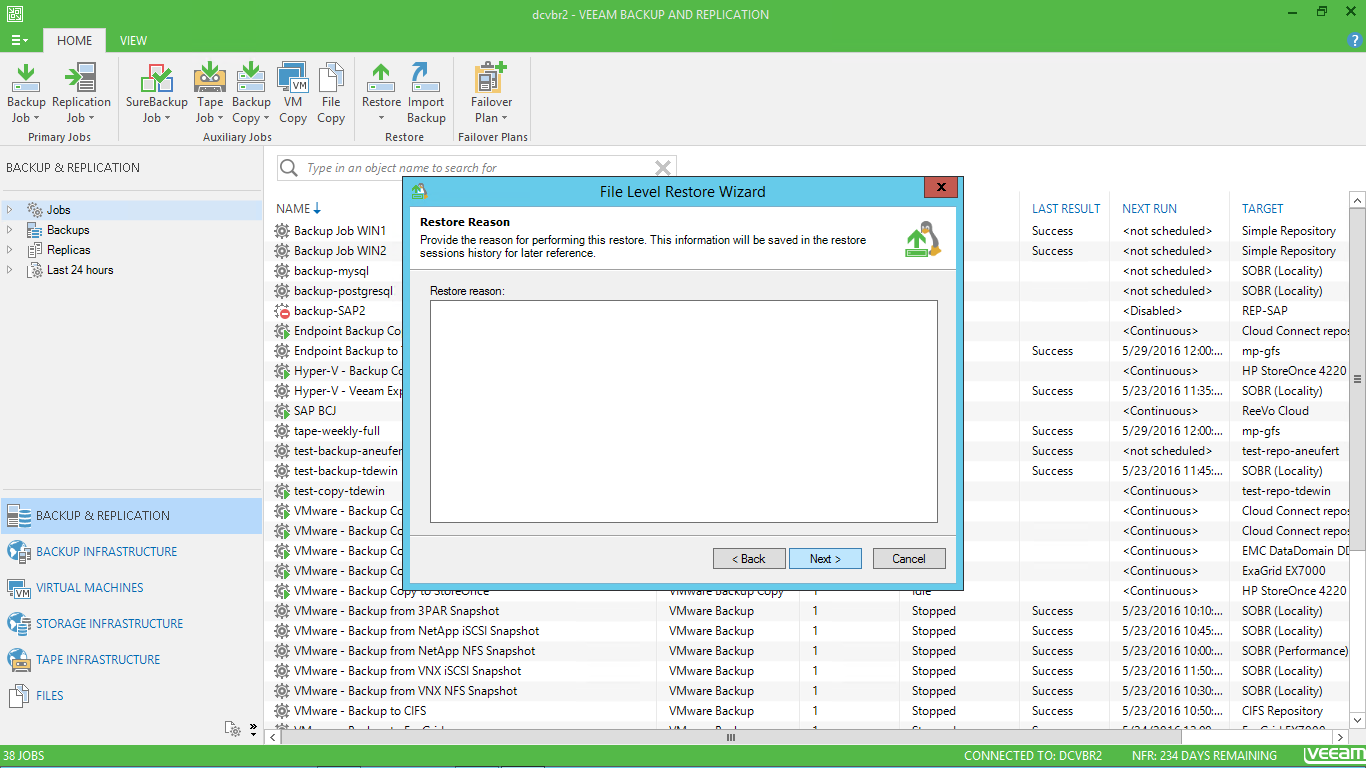 dcvbr2 - VEEAM BACKUP AND REPLICATION
HOME VIEW
Backup Job
Replication Job
SureBackup Job
Tape Job
Backup Copy
VM Copy
File Copy
Restore
Import Backup
Failover Plan
Primary Jobs
Auxiliary Jobs
Restore
Failover Plans
BACKUP & REPLICATION
Jobs
Backups
Replicas
Last 24 hours
BACKUP & REPLICATION
BACKUP INFRASTRUCTURE
VIRTUAL MACHINES
STORAGE INFRASTRUCTURE
TAPE INFRASTRUCTURE
FILES
Type in an object name to search for
File Level Restore Wizard
Restore Reason
Provide the reason for performing this restore. This information will be saved in the restore
sessions history for later reference.
Restore reason:
< Back Next > Cancel
NAME LAST RESULT NEXT RUN TARGET
Backup Job WIN1 Success <not scheduled> Simple Repository
Backup Job WIN2 Success <not scheduled> Simple Repository
backup-mysql <not scheduled> SOBR (Locality)
backup-postgresql <not scheduled> SOBR (Locality)
backup-SAP2 <Disabled> REP-SAP
Endpoint Backup Co <Continuous> Cloud Connect repos
Endpoint Backup to Success 5/29/2016 12:00:... mp-gfs
Hyper-V - Backup Co <Continuous> HP StoreOnce 4220
Hyper-V - Veeam Exp Success 5/23/2016 11:35:... SOBR (Locality)
SAP BCJ <Continuous> ReeVo Cloud
tape-weekly-full Success 5/29/2016 12:00:... mp-gfs
test-backup-aneufer Success <not scheduled> test-repo-aneufert
test-backup-tdewin Success 5/23/2016 11:45:... SOBR (Locality)
test-copy-tdewin <Continuous> test-repo-tdewin
VMware - Backup Co <Continuous> Cloud Connect repos
VMware - Backup Co <Continuous> Cloud Connect repos
VMware - Backup Co <Continuous> EMC DataDomain DD
VMware - Backup Co <Continuous> ExaGrid EX7000
VMware - Backup Copy to StoreOnce VMware Backup Copy 1 Idle <Continuous> HP StoreOnce 4220
VMware - Backup from 3PAR Snapshot VMware Backup 1 Stopped Success 5/23/2016 10:10:... SOBR (Locality)
VMware - Backup from NetApp iSCSI Snapshot VMware Backup 1 Stopped Success 5/23/2016 10:45:... SOBR (Locality)
VMware - Backup from NetApp NFS Snapshot VMware Backup 1 Stopped Success 5/23/2016 10:00:... SOBR (Performance)
VMware - Backup from VNX iSCSI Snapshot VMware Backup 1 Stopped Success 5/23/2016 11:50:... SOBR (Locality)
VMware - Backup from VNX NFS Snapshot VMware Backup 1 Stopped Success 5/23/2016 10:30:... SOBR (Locality)
VMware - Backup to CIFS VMware Backup 1 Stopped Success 5/23/2016 10:50:... CIFS Repository
38 JOBS CONNECTED TO: DCVBR2 NFR: 234 DAYS REMAINING veeam